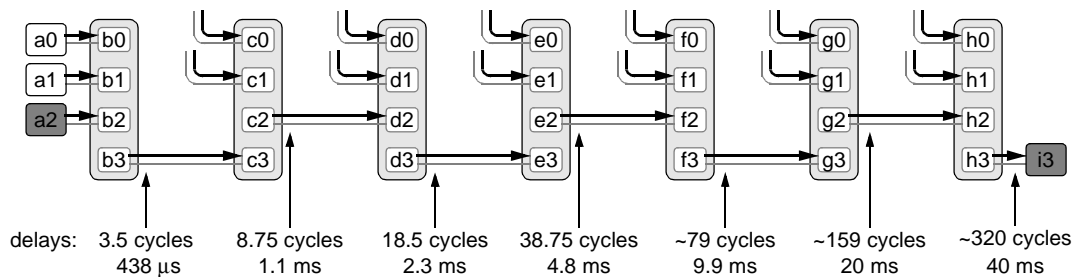 a0 b0 c0 d0 e0 f0 g0 h0
a1 b1 c1 d1 e1 f1 g1 h1
a2 b2 c2 d2 e2 f2 g2 h2
b3 c3 d3 e3 f3 g3 h3 i3
delays: 3.5 cycles 8.75 cycles 18.5 cycles 38.75 cycles ~79 cycles ~159 cycles ~320 cycles
438 μs 1.1 ms 2.3 ms 4.8 ms 9.9 ms 20 ms 40 ms